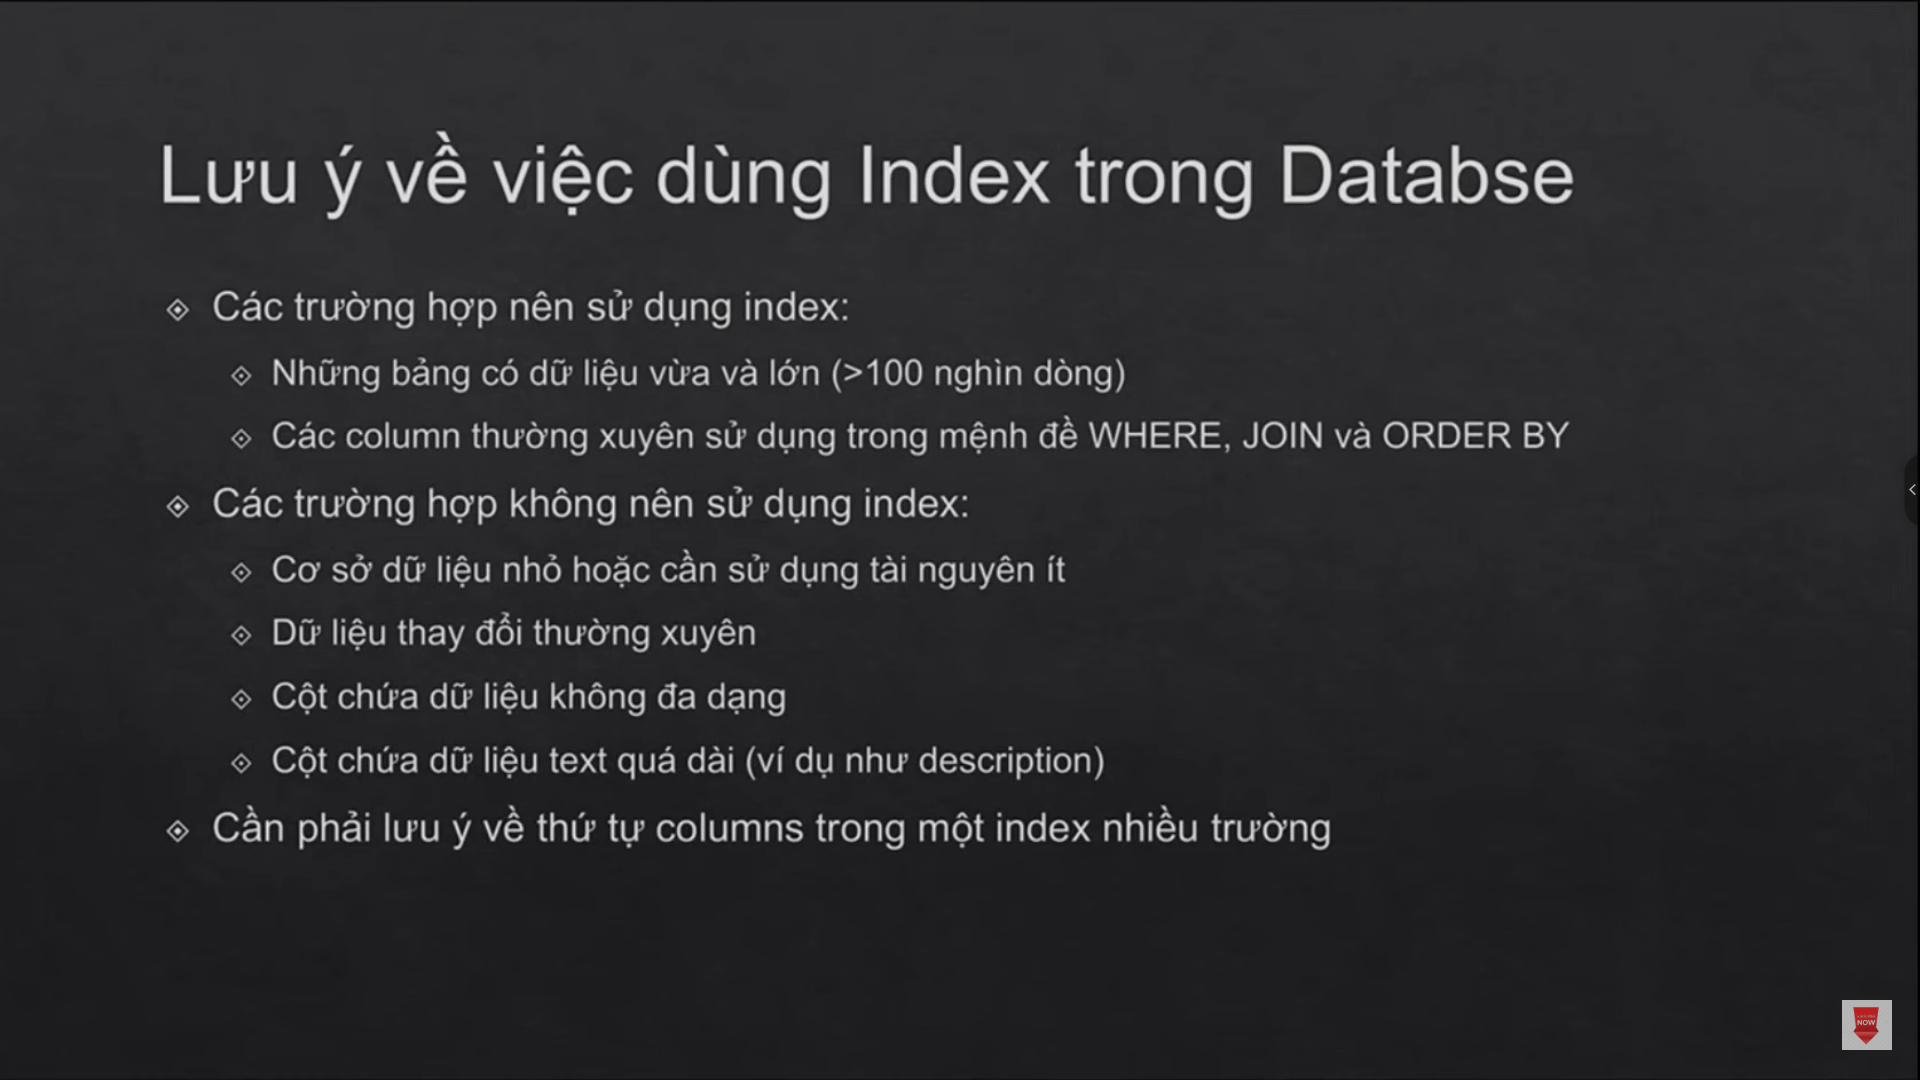 Lưu ý về việc dùng Index trong Databse
Các trường hợp nên sử dụng index:
Những bảng có dữ liệu vừa và lớn (>100 nghìn dòng)
Các column thường xuyên sử dụng trong mệnh đề WHERE, JOIN và ORDER BY
Các trường hợp không nên sử dụng index:
Cơ sở dữ liệu nhỏ hoặc cần sử dụng tài nguyên ít
Dữ liệu thay đổi thường xuyên
Cột chứa dữ liệu không đa dạng
Cột chứa dữ liệu text quá dài (ví dụ như description)
Cần phải lưu ý về thứ tự columns trong một index nhiều trường
NOW